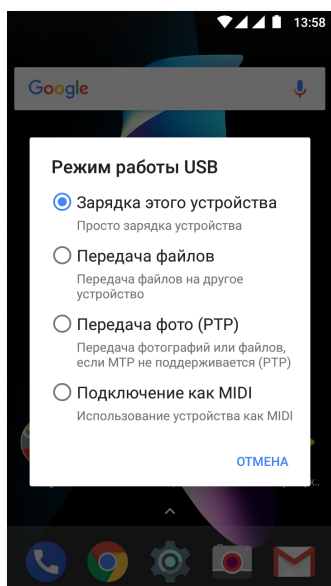 13:58
Google
Режим работы USB
Зарядка этого устройства
Просто зарядка устройства
Передача файлов
Передача файлов на другое
устройство
Передача фото (PTP)
Передача фотографий или файлов,
если MTP не поддерживается (PTP)
Подключение как MIDI
Использование устройства как MIDI
ОТМЕНА